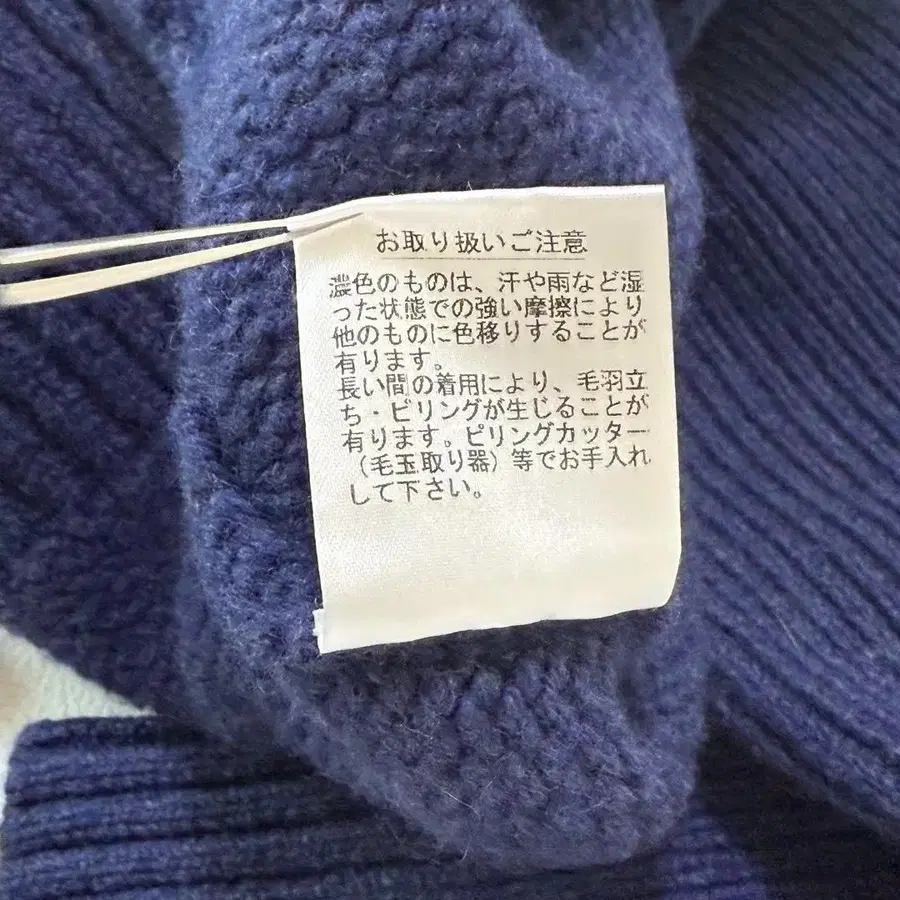 お取り扱いご注意
濃色のものは、汗や雨など湿
った状態での強い摩擦により
他のものに色移りすることが
有ります。
長い間の着用により、毛羽立
ち・ピリングが生じることが
有ります。ピリングカッター
（毛玉取り器）等でお手入れ
して下さい。